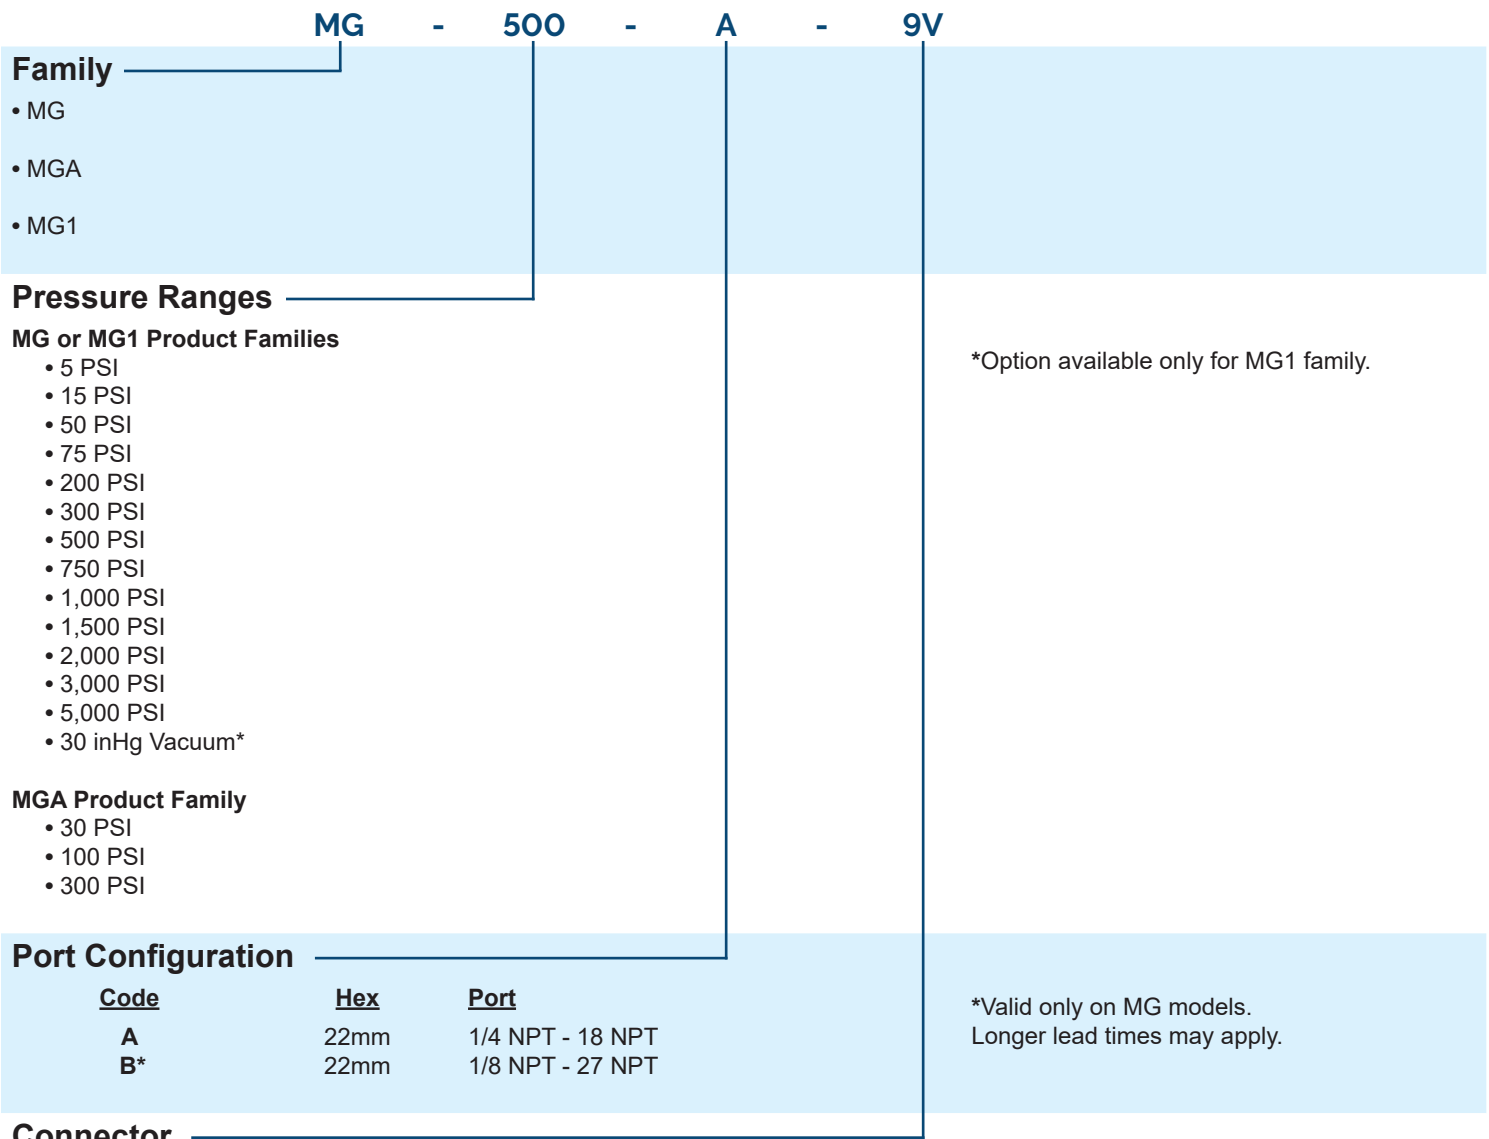 MG - 500 - A - 9V
Family
• MG
• MGA
• MG1
Pressure Ranges
MG or MG1 Product Families
*Option available only for MG1 family.
• 5 PSI
• 15 PSI
• 50 PSI
• 75 PSI
• 200 PSI
• 300 PSI
• 500 PSI
• 750 PSI
• 1,000 PSI
• 1,500 PSI
• 2,000 PSI
• 3,000 PSI
• 5,000 PSI
• 30 inHg Vacuum*
MGA Product Family
• 30 PSI
• 100 PSI
• 300 PSI
Port Configuration
Code Hex Port
A 22mm 1/4 NPT - 18 NPT
B* 22mm 1/8 NPT - 27 NPT
*Valid only on MG models.
Longer lead times may apply.
Connector